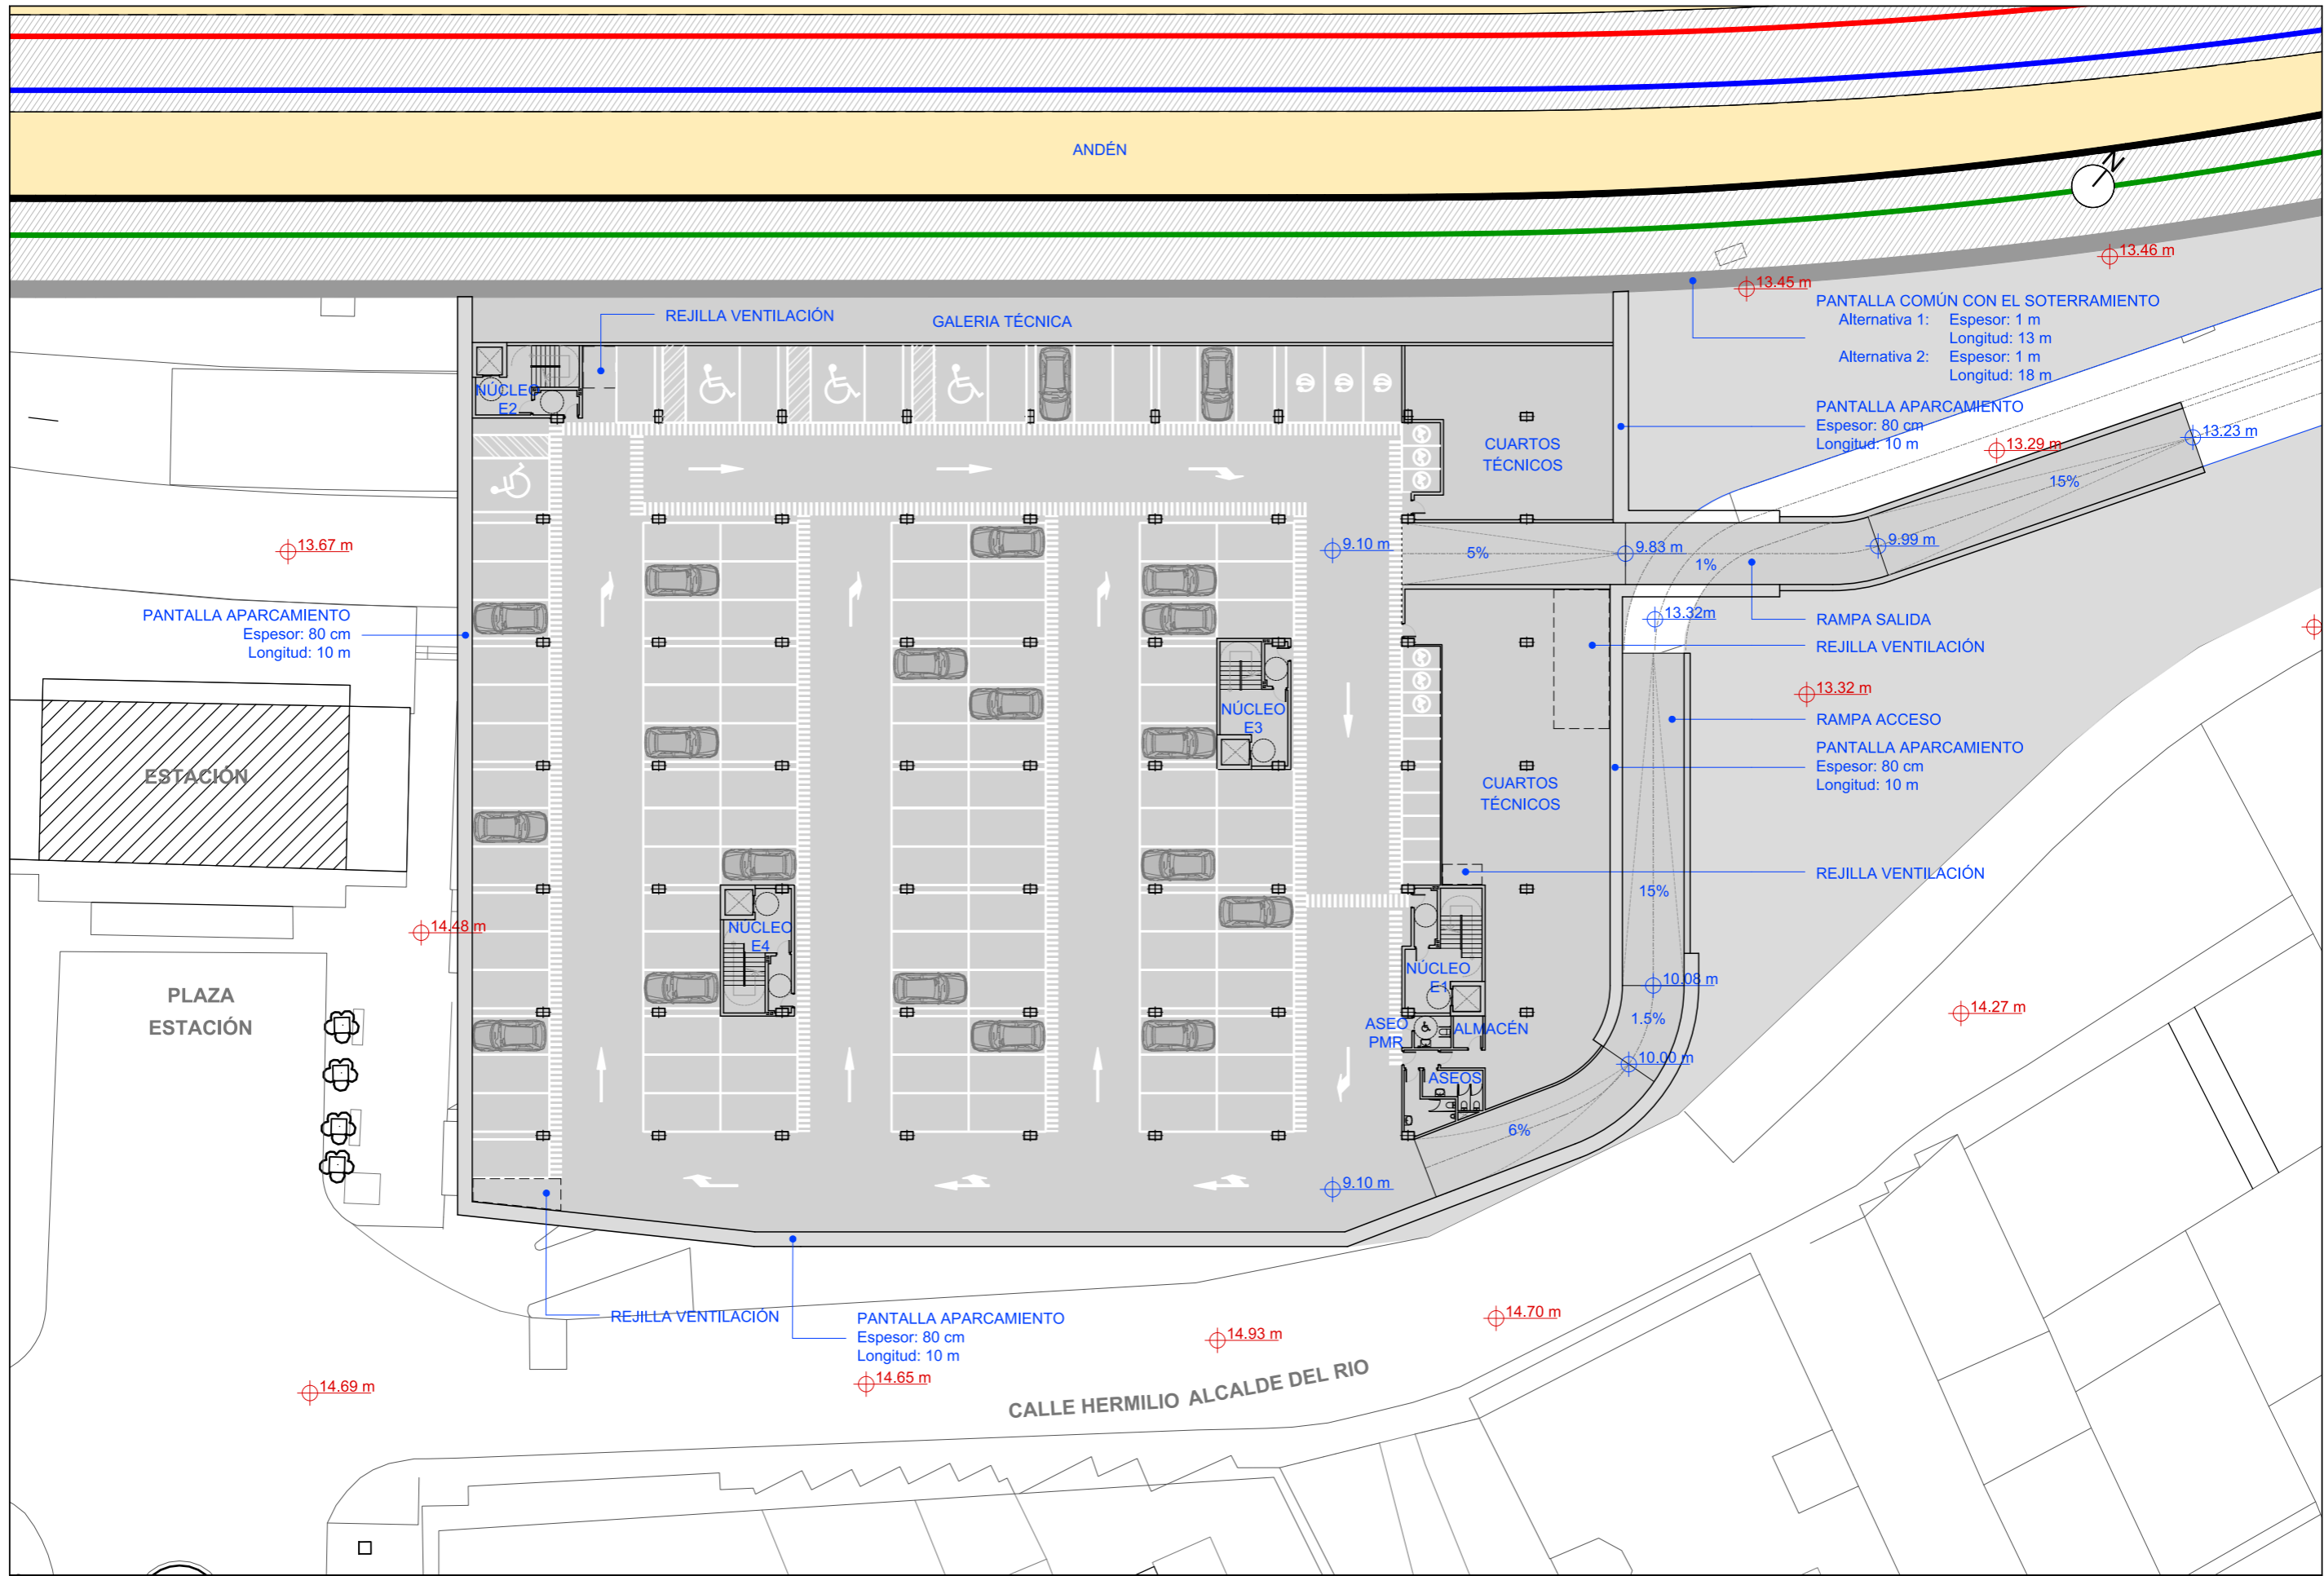 ANDÉN
N
13.46 m
13.45 m
PANTALLA COMÚN CON EL SOTERRAMIENTO
Alternativa 1: Espesor: 1 m
Longitud: 13 m
Alternativa 2: Espesor: 1 m
Longitud: 18 m
REJILLA VENTILACIÓN
GALERIA TÉCNICA
NÚCLEO
E2
PANTALLA APARCAMIENTO
Espesor: 80 cm
Longitud: 10 m
13.29 m
13.23 m
CUARTOS
TÉCNICOS
15%
13.67 m
9.10 m
5%
9.83 m
1%
9.99 m
PANTALLA APARCAMIENTO
Espesor: 80 cm
Longitud: 10 m
13.32m
RAMPA SALIDA
REJILLA VENTILACIÓN
13.32 m
NÚCLEO
E3
RAMPA ACCESO
PANTALLA APARCAMIENTO
Espesor: 80 cm
Longitud: 10 m
ESTACIÓN
CUARTOS
TÉCNICOS
REJILLA VENTILACIÓN
15%
14.48 m
NÚCLEO
E4
NÚCLEO
E1
10.08 m
PLAZA
ESTACIÓN
14.27 m
1.5%
ASEO
PMR
ALMACÉN
10.00 m
ASEOS
6%
9.10 m
REJILLA VENTILACIÓN
PANTALLA APARCAMIENTO
Espesor: 80 cm
Longitud: 10 m
14.70 m
14.93 m
14.65 m
14.69 m
CALLE HERMILIO ALCALDE DEL RIO